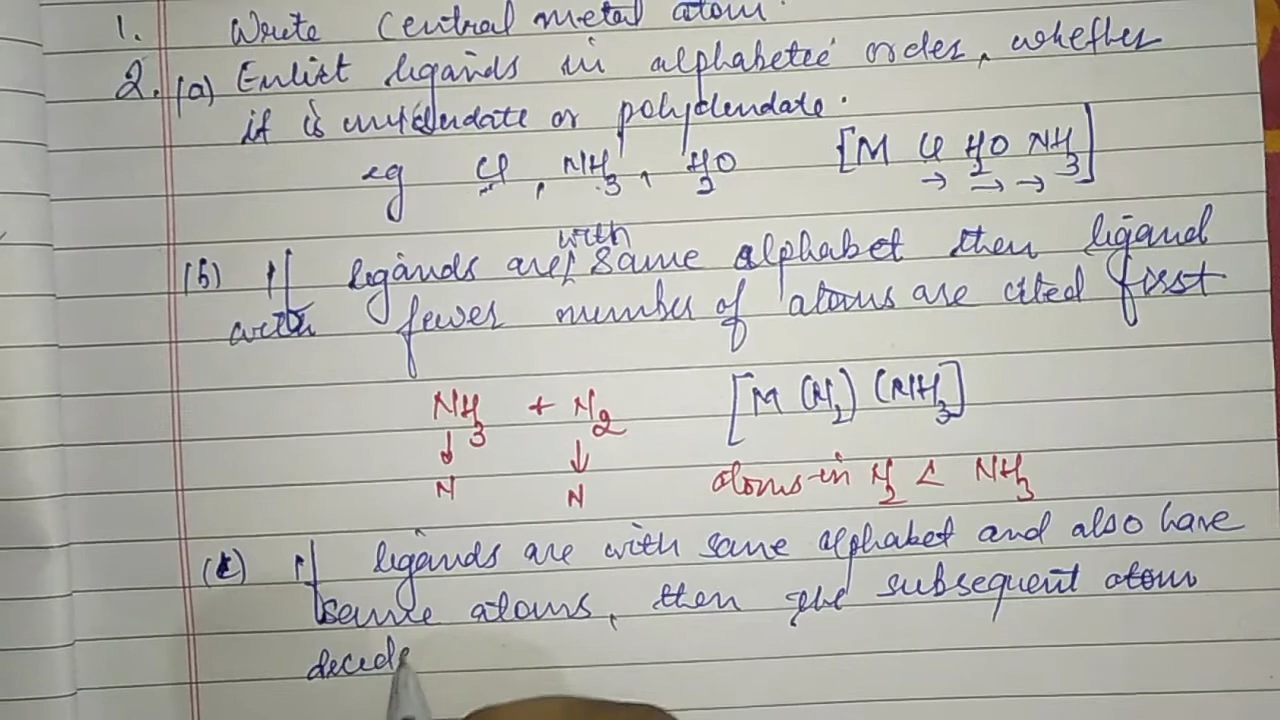 1. Write Central metal atom.
2. (a) Enlist ligands in alphabetic order, whether
it is unidendate or polydendate.
eg Cl, NH3, H2O [M Cl H2O NH3]
→ → →
with
(b) If ligands are same alphabet then ligand
with fewer number of atoms are cited first
NH3 + N2 [M (N2) (NH3]
↓ ↓
N N atoms in N2 < NH3
(c) If ligands are with same alphabet and also have
same atoms, then the subsequent atom
decide